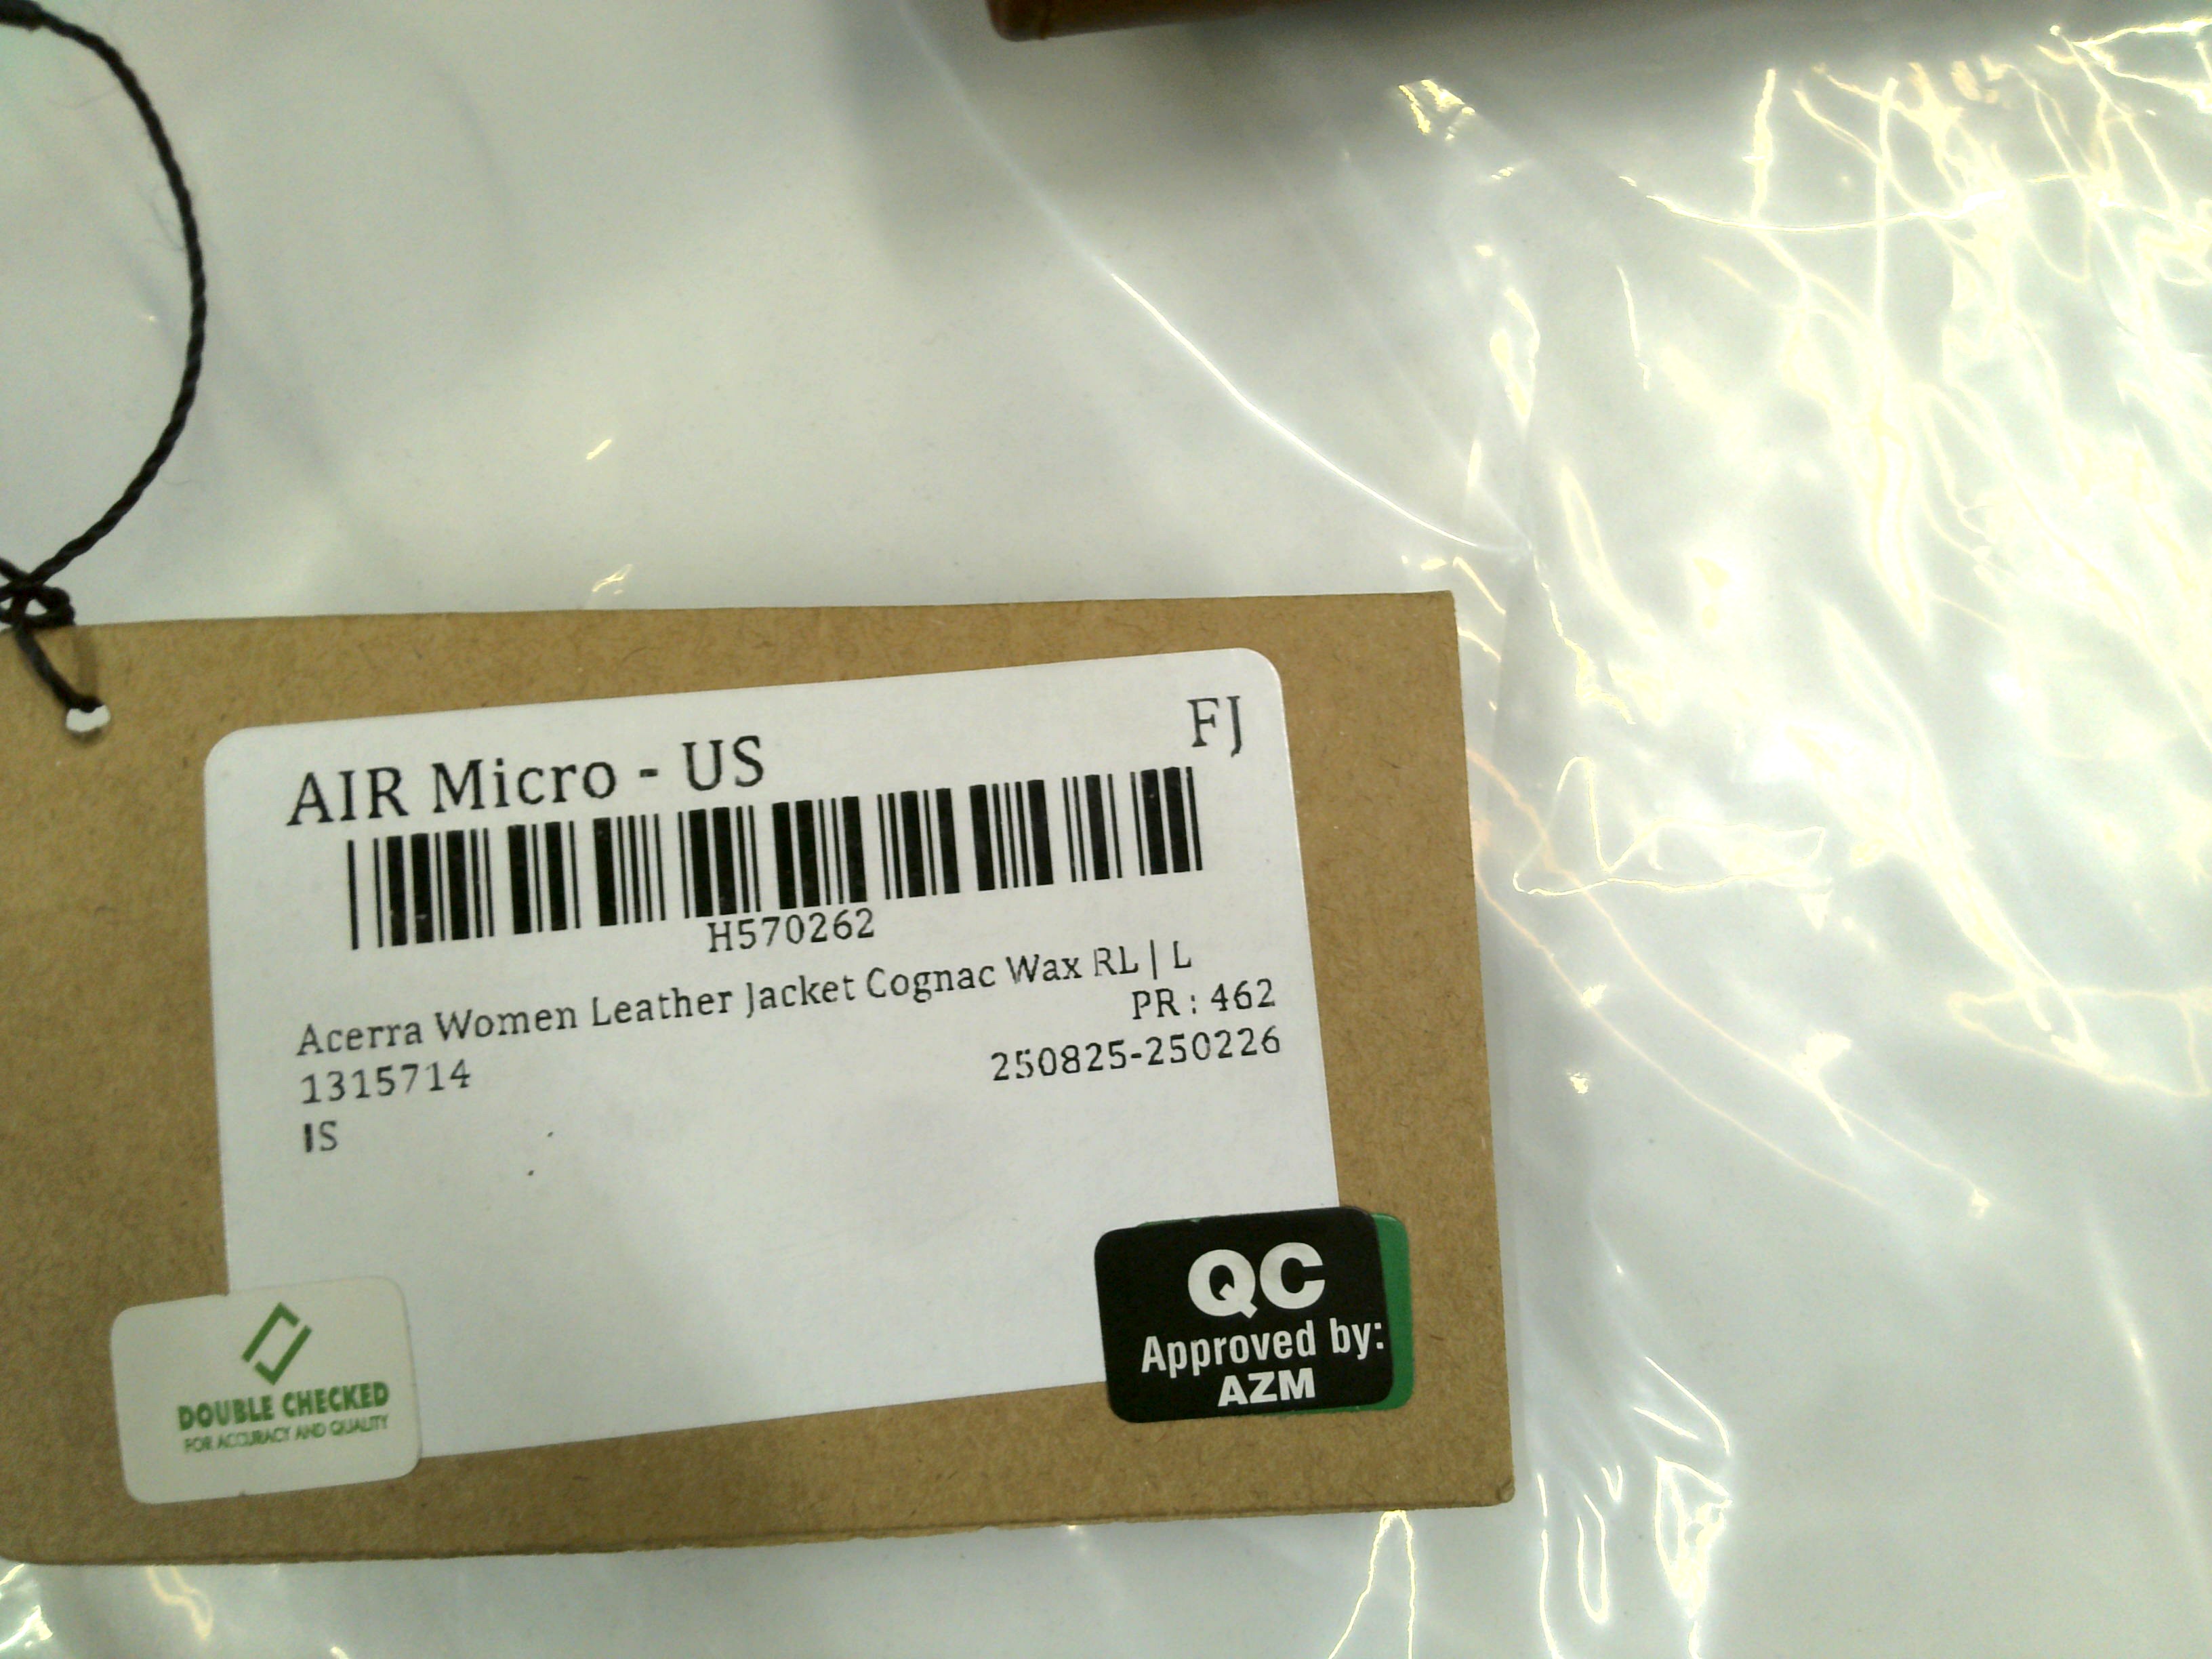 AIR Micro - US
FJ
H570262
Acerra Women Leather Jacket Cognac Wax RL | L
PR : 462
1315714
250825-250226
IS
QC
Approved by:
AZM
DOUBLE CHECKED
FOR ACCURACY AND QUALITY